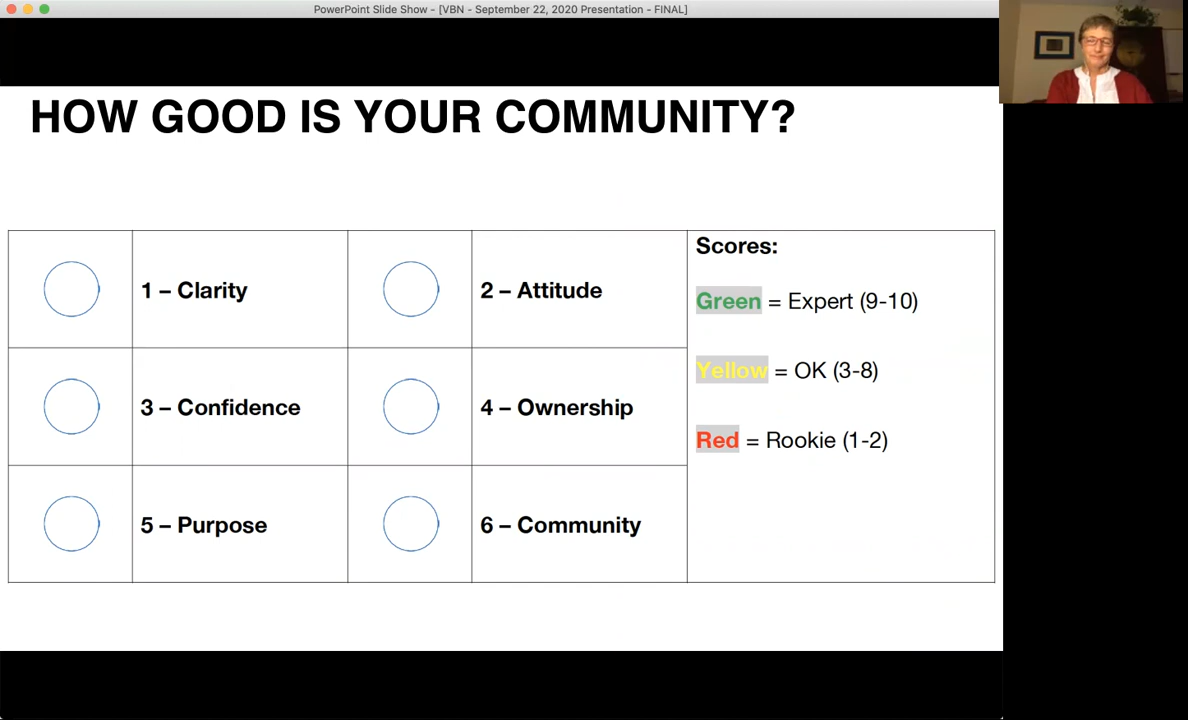 PowerPoint Slide Show - [VBN - September 22, 2020 Presentation - FINAL]
HOW GOOD IS YOUR COMMUNITY?
1 – Clarity
2 – Attitude
3 – Confidence
4 – Ownership
5 – Purpose
6 – Community
Scores:
Green = Expert (9-10)
Yellow = OK (3-8)
Red = Rookie (1-2)